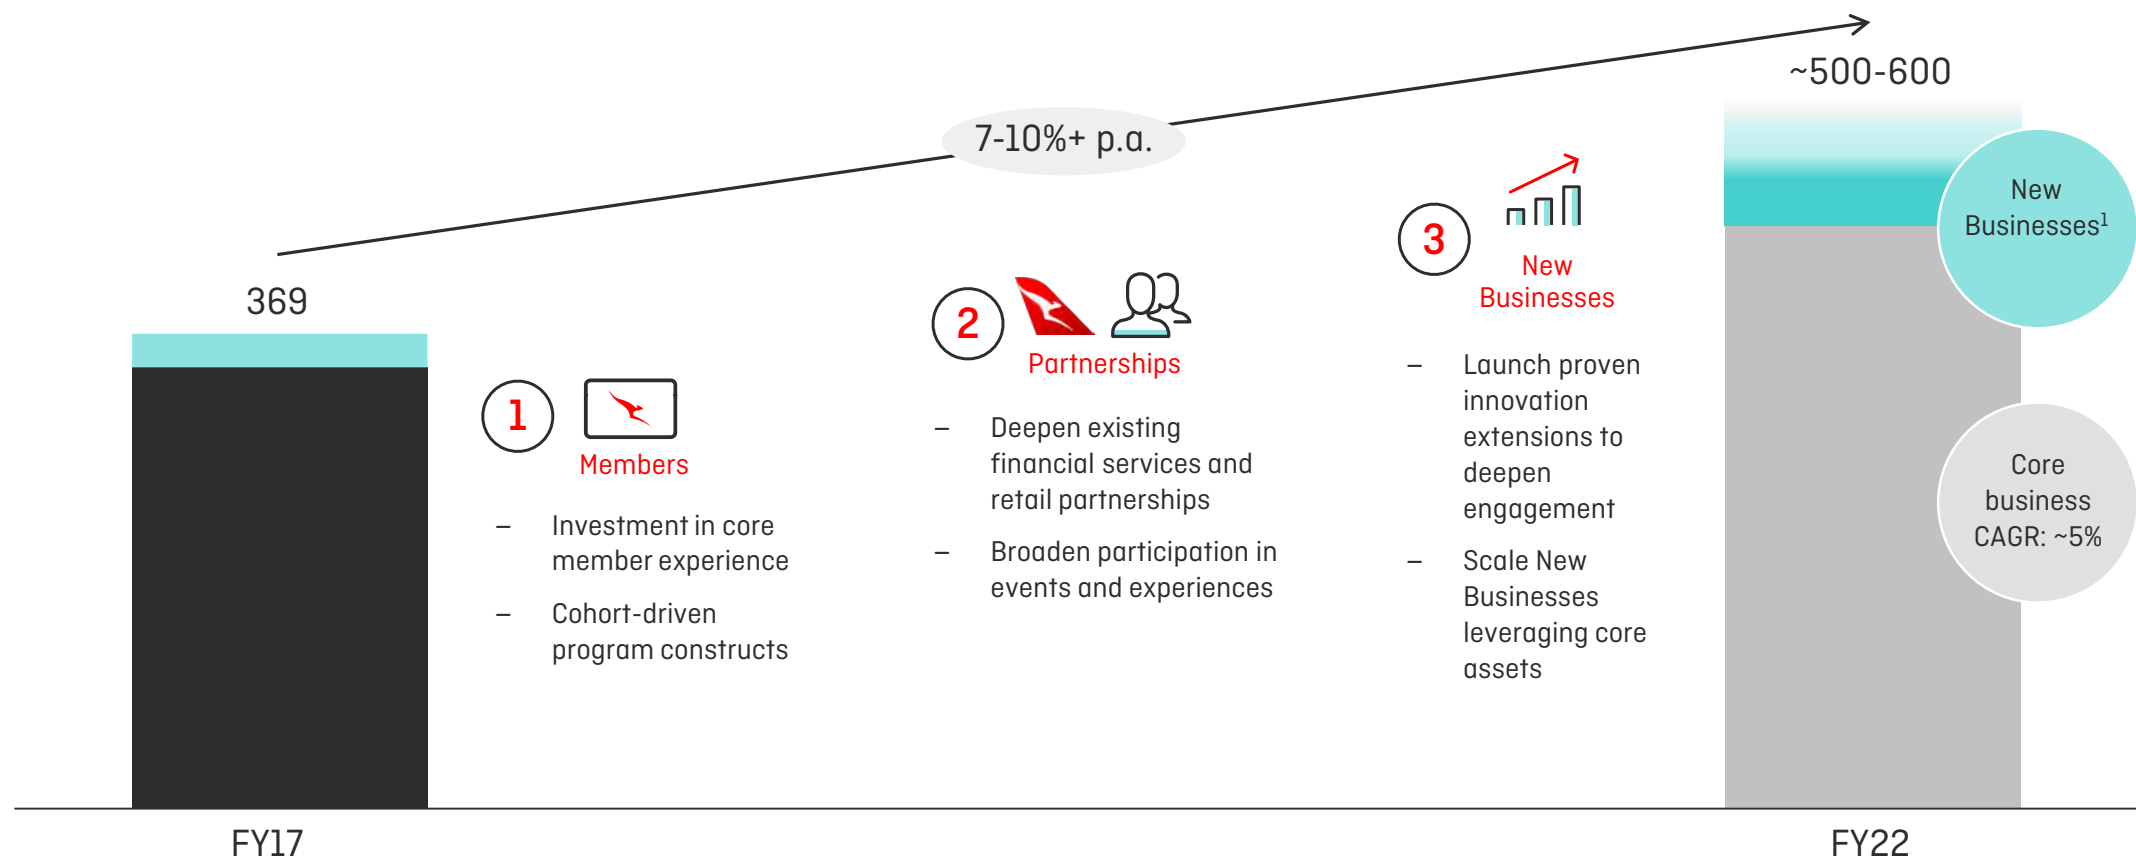 ~500-600
7-10%+ p.a.
369
1
Members
–   Investment in core
member experience
–   Cohort-driven
program constructs
2
Partnerships
–   Deepen existing
financial services and
retail partnerships
–   Broaden participation in
events and experiences
3
New
Businesses
–   Launch proven
innovation
extensions to
deepen
engagement
–   Scale New
Businesses
leveraging core
assets
New
Businesses¹
Core
business
CAGR: ~5%
FY17
FY22